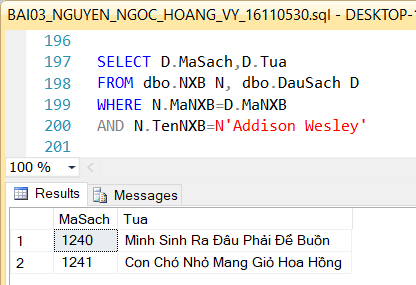 BAI03_NGUYEN_NGOC_HOANG_VY_16110530.sql - DESKTOP-
196
197 SELECT D.MaSach,D.Tua
198 FROM dbo.NXB N, dbo.DauSach D
199 WHERE N.MaNXB=D.MaNXB
200 AND N.TenNXB=N'Addison Wesley'
201
100 %
Results Messages
MaSach Tua
1 1240 Mình Sinh Ra Đâu Phải Để Buồn
2 1241 Con Chó Nhỏ Mang Giỏ Hoa Hồng